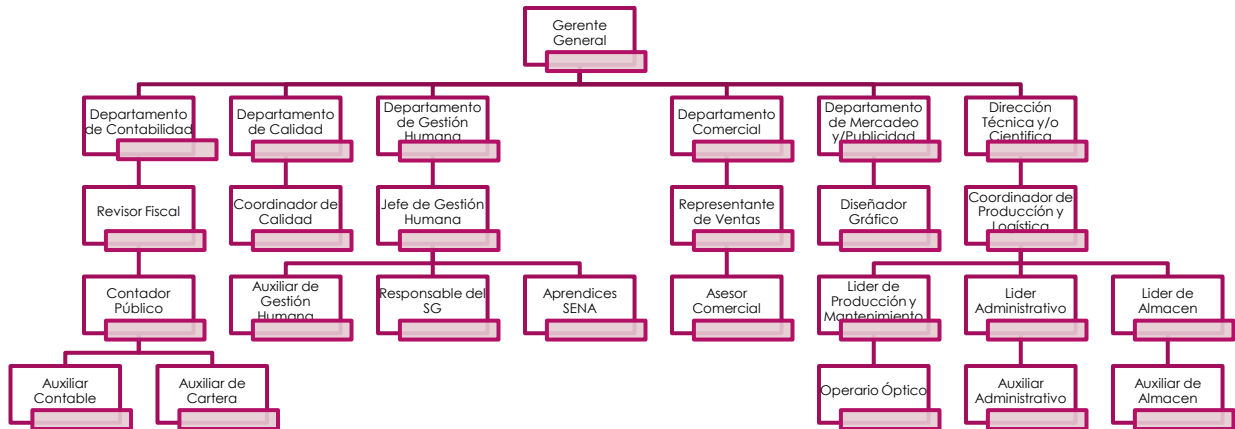 Gerente
General
Departamento
de Contabilidad
Departamento
de Calidad
Departamento
de Gestión
Humana
Departamento
Comercial
Departamento
de Mercadeo
y/Publicidad
Dirección
Técnica y/o
Científica
Revisor Fiscal
Coordinador de
Calidad
Jefe de Gestión
Humana
Representante
de Ventas
Diseñador
Gráfico
Coordinador de
Producción y
Logística
Contador
Público
Auxiliar de
Gestión
Humana
Responsable del
SG
Aprendices
SENA
Asesor
Comercial
Lider de
Producción y
Mantenimiento
Lider
Administrativo
Lider de
Almacen
Auxiliar
Contable
Auxiliar de
Cartera
Operario Óptico
Auxiliar
Administrativo
Auxiliar de
Almacen